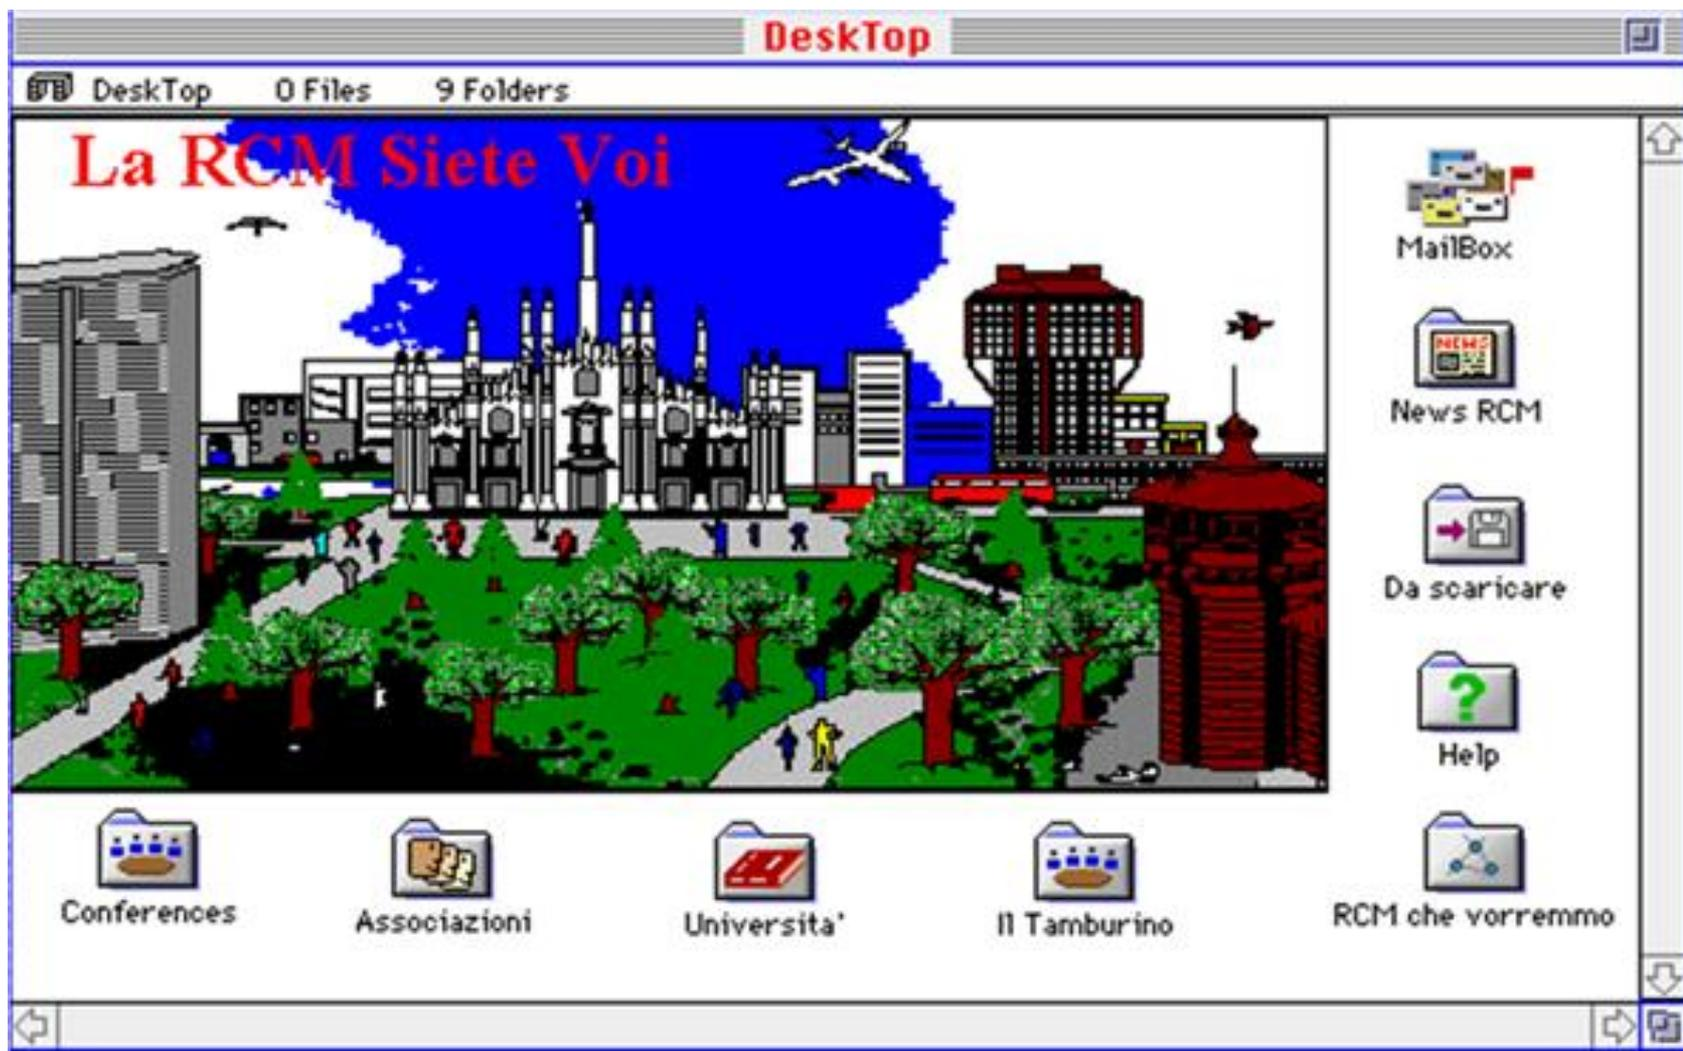 DeskTop
DeskTop 0 Files 9 Folders
La RCM Siete Voi
MailBox
NEWS
News RCM
Da scaricare
?
Help
RCM che vorremmo
Conferences
Associazioni
Universita'
Il Tamburino